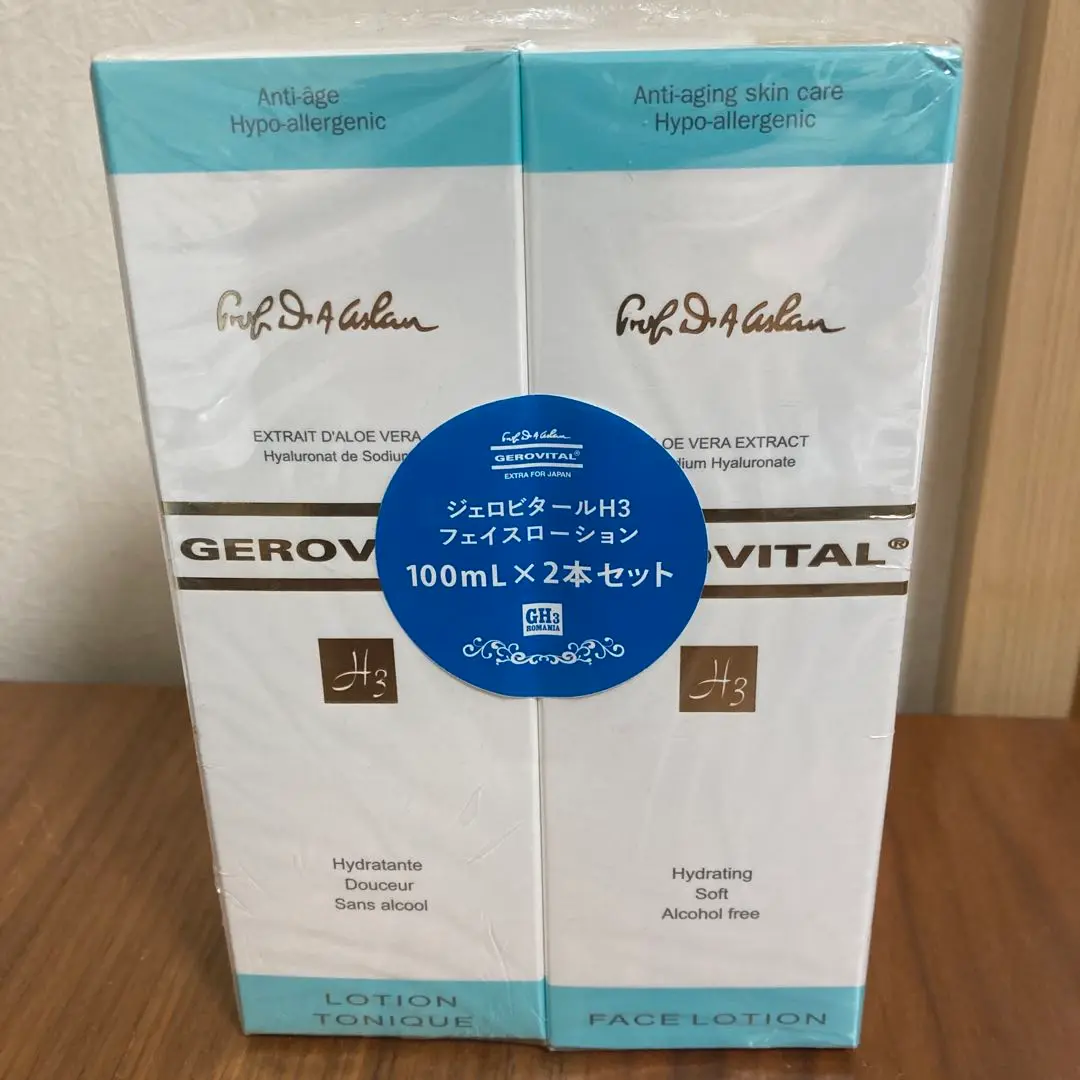 Anti-âge
Hypo-allergenic
Prof. Dr A Aslan
EXTRAIT D'ALOE VERA
Hyaluronat de Sodium
GEROV
H3
Hydratante
Douceur
Sans alcool
LOTION
TONIQUE
Anti-aging skin care
Hypo-allergenic
Prof. Dr A Aslan
OE VERA EXTRACT
dium Hyaluronate
OVITAL®
H3
Hydrating
Soft
Alcohol free
FACE LOTION
Prof. Dr A Aslan
GEROVITAL®
EXTRA FOR JAPAN
ジェロビタールH3
フェイスローション
100mL×2本セット
GH3
ROMANIA